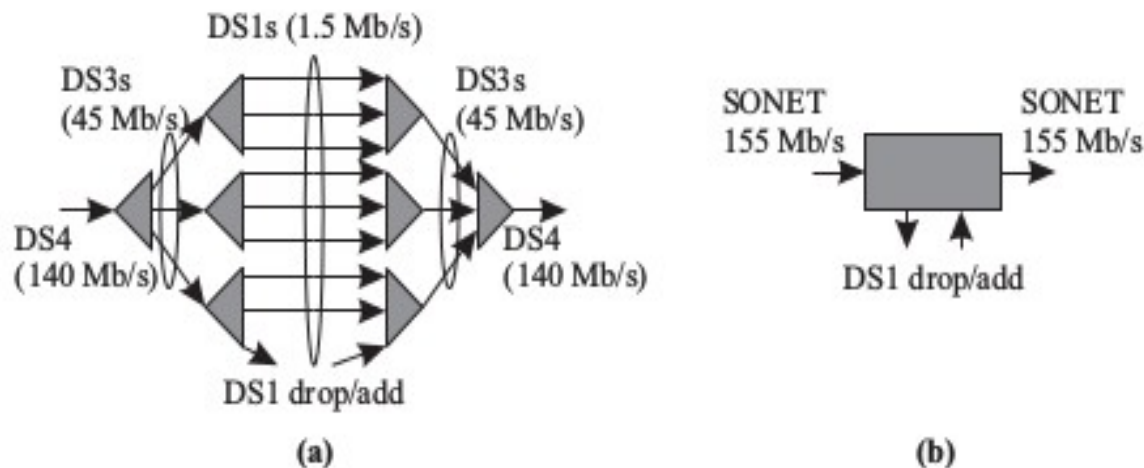 DS1s (1.5 Mb/s)
DS3s
(45 Mb/s)
DS3s
(45 Mb/s)
DS4
(140 Mb/s)
DS4
(140 Mb/s)
DS1 drop/add
(a)
SONET
155 Mb/s
SONET
155 Mb/s
DS1 drop/add
(b)